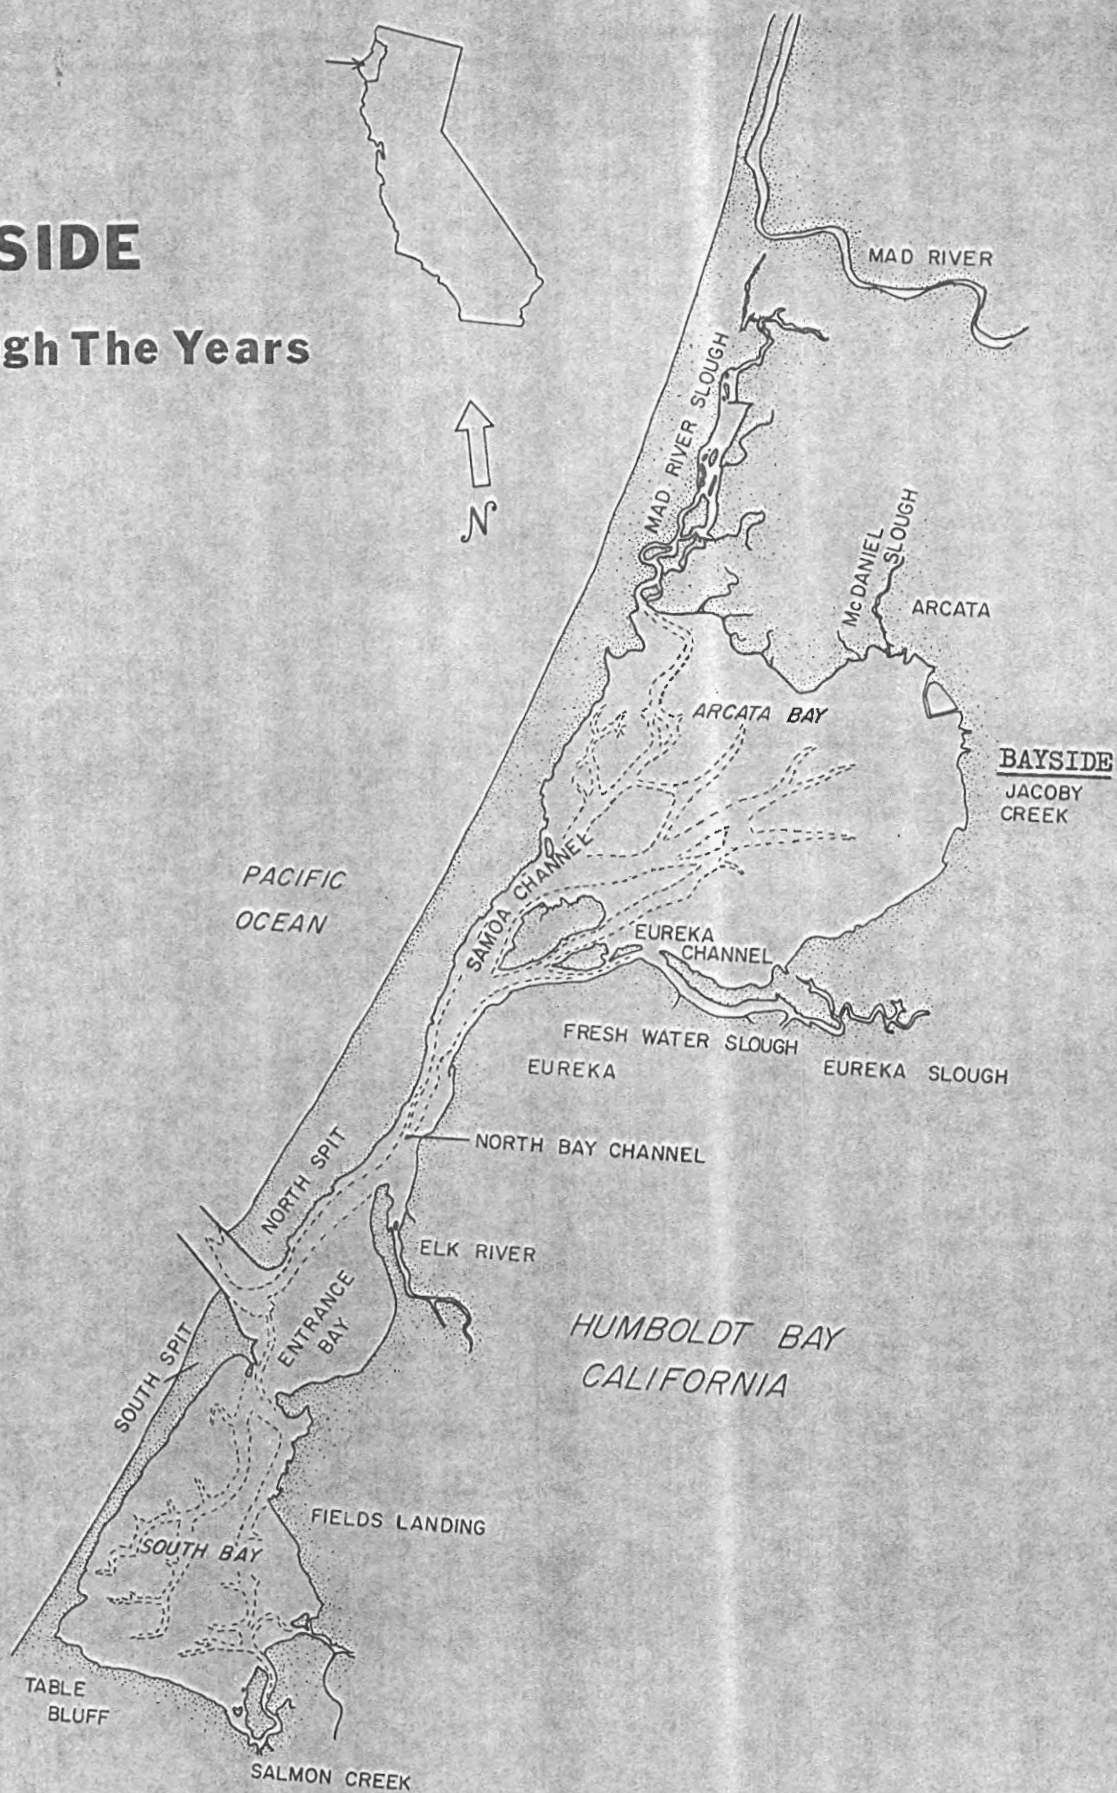 SIDE
gh The Years
N
MAD RIVER
MAD RIVER SLOUGH
McDANIEL
SLOUGH
ARCATA
ARCATA BAY
BAYSIDE
JACOBY
CREEK
PACIFIC
OCEAN
SAMOA CHANNEL
EUREKA
CHANNEL
FRESH WATER SLOUGH
EUREKA SLOUGH
EUREKA
NORTH BAY CHANNEL
NORTH SPIT
ELK RIVER
ENTRANCE
BAY
HUMBOLDT BAY
CALIFORNIA
SOUTH SPIT
FIELDS LANDING
SOUTH BAY
TABLE
BLUFF
SALMON CREEK